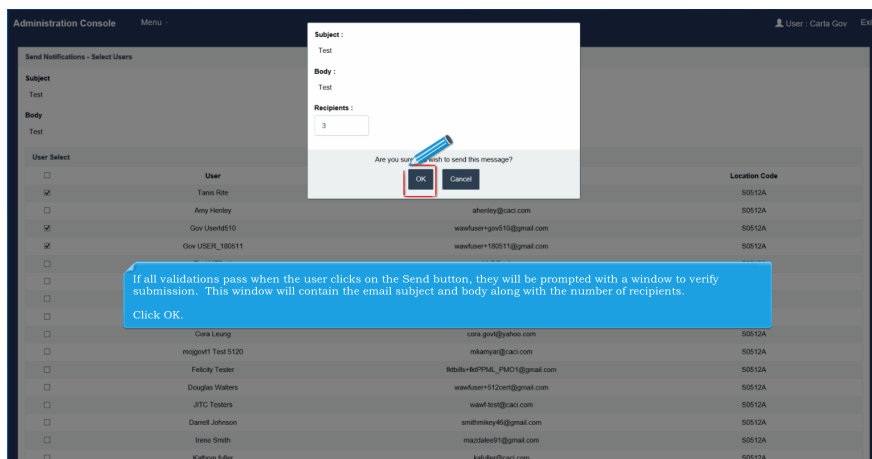 Administration Console Menu
User : Carla Gov
Send Notifications - Select Users
Subject
Test
Body
Test
User Select
Subject :
Test
Body :
Test
Recipients :
3
Are you sure wish to send this message?
OK Cancel
User Location Code
Tanis Rite S0512A
Amy Henley ahenley@caci.com S0512A
Gov UserId510 wawfuser+gov510@gmail.com S0512A
Gov USER_180511 wawfuser+180511@gmail.com S0512A
If all validations pass when the user clicks on the Send button, they will be prompted with a window to verify
submission. This window will contain the email subject and body along with the number of recipients.
Click OK.
Cora Leung cora.govt@yahoo.com S0512A
mojgovt1 Test 5120 mkamyar@caci.com S0512A
Felicity Tester fktbills+fktPPML_PMO1@gmail.com S0512A
Douglas Walters wawfuser+512cert@gmail.com S0512A
JITC Testers wawf-test@caci.com S0512A
Darrell Johnson smithmikey46@gmail.com S0512A
Irene Smith mazdalee91@gmail.com S0512A
S0512A